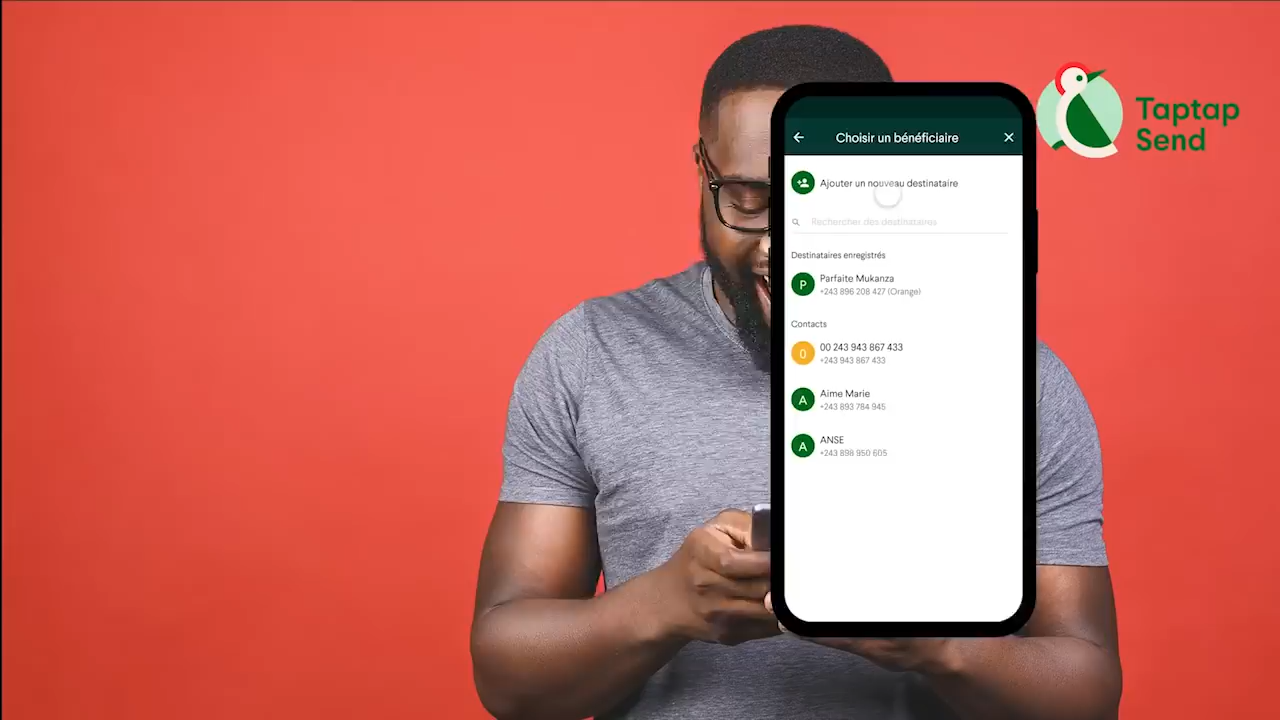 Taptap
Send
Choisir un bénéficiaire
Ajouter un nouveau destinataire
Rechercher des destinataires
Destinataires enregistrés
P
Parfaite Mukanza
+243 896 208 427 (Orange)
Contacts
0
00 243 943 867 433
+243 943 867 433
A
Aime Marie
+243 893 784 945
A
ANSE
+243 898 950 605